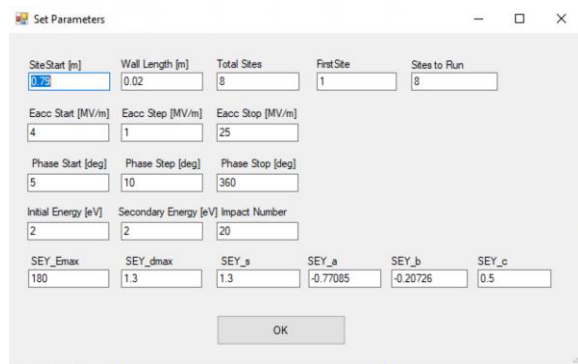 Set Parameters
SiteStart [m] Wall Length [m] Total Sites FirstSite Sites to Run
0.79 0.02 8 1 8
Eacc Start [MV/m] Eacc Step [MV/m] Eacc Stop [MV/m]
4 1 25
Phase Start [deg] Phase Step [deg] Phase Stop [deg]
5 10 360
Initial Energy [eV] Secondary Energy [eV] Impact Number
2 2 20
SEY_Emax SEY_dmax SEY_s SEY_a SEY_b SEY_c
180 1.3 1.3 -0.77085 -0.20726 0.5
OK